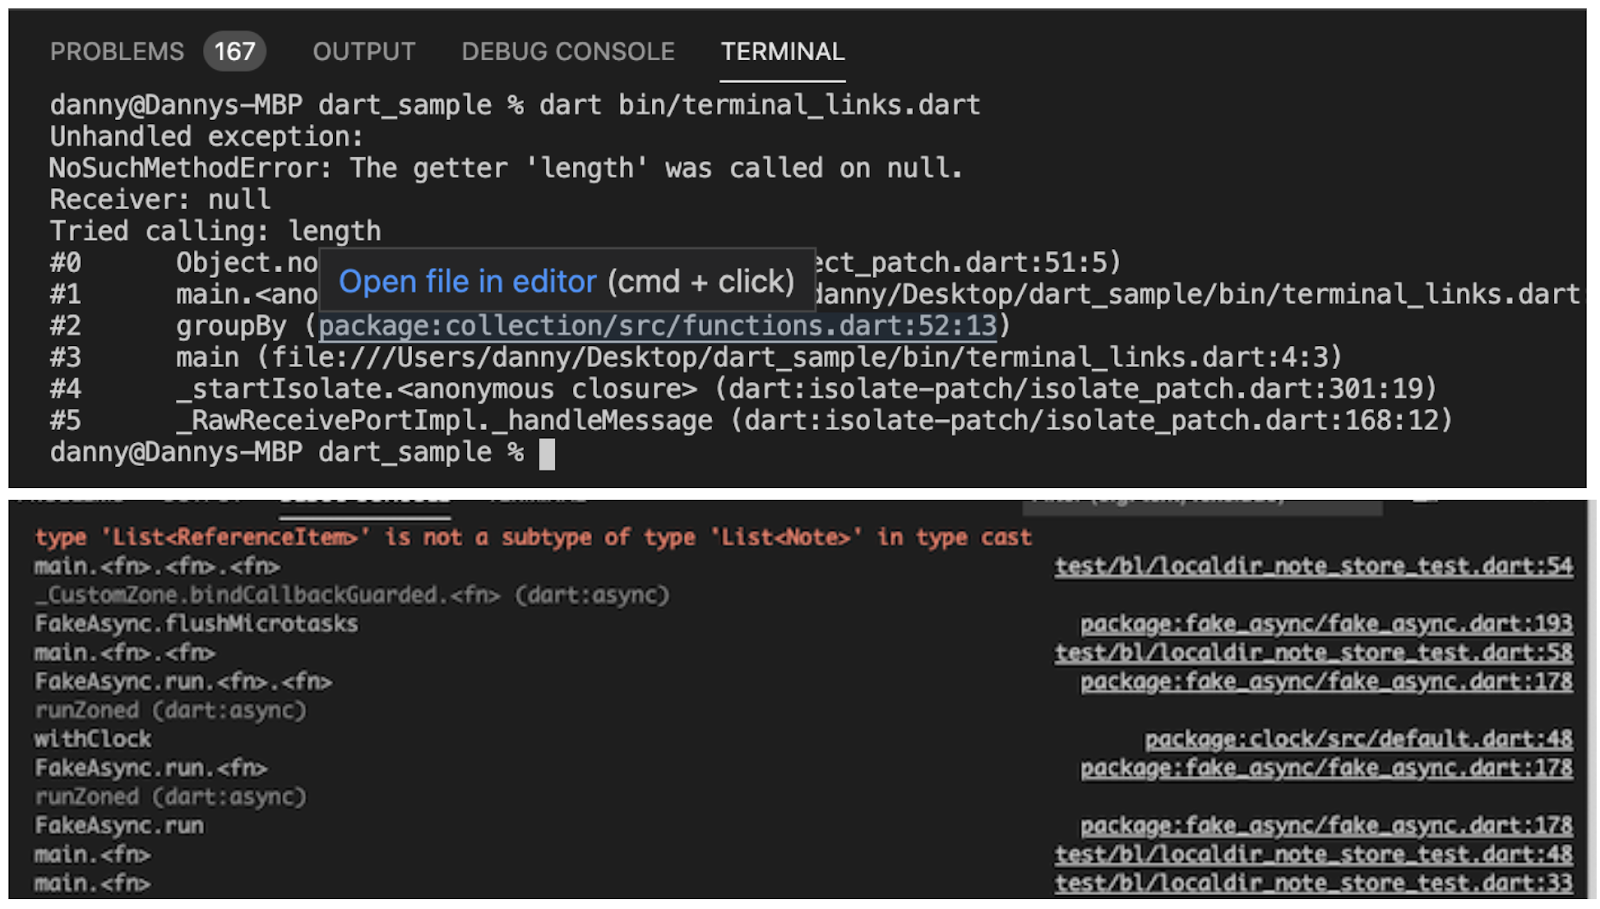 PROBLEMS 167 OUTPUT DEBUG CONSOLE TERMINAL
danny@Dannys-MBP dart_sample % dart bin/terminal_links.dart
Unhandled exception:
NoSuchMethodError: The getter 'length' was called on null.
Receiver: null
Tried calling: length
#0 Object.no ect_patch.dart:51:5)
Open file in editor (cmd + click)
#1 main.<ano danny/Desktop/dart_sample/bin/terminal_links.dart
#2 groupBy (package:collection/src/functions.dart:52:13)
#3 main (file:///Users/danny/Desktop/dart_sample/bin/terminal_links.dart:4:3)
#4 _startIsolate.<anonymous closure> (dart:isolate-patch/isolate_patch.dart:301:19)
#5 _RawReceivePortImpl._handleMessage (dart:isolate-patch/isolate_patch.dart:168:12)
danny@Dannys-MBP dart_sample %
type 'List<ReferenceItem>' is not a subtype of type 'List<Note>' in type cast
main.<fn>.<fn>.<fn> test/bl/localdir_note_store_test.dart:54
_CustomZone.bindCallbackGuarded.<fn> (dart:async)
FakeAsync.flushMicrotasks package:fake_async/fake_async.dart:193
main.<fn>.<fn> test/bl/localdir_note_store_test.dart:58
FakeAsync.run.<fn>.<fn> package:fake_async/fake_async.dart:178
runZoned (dart:async)
withClock package:clock/src/default.dart:48
FakeAsync.run.<fn> package:fake_async/fake_async.dart:178
runZoned (dart:async)
FakeAsync.run package:fake_async/fake_async.dart:178
main.<fn> test/bl/localdir_note_store_test.dart:48
main.<fn> test/bl/localdir_note_store_test.dart:33